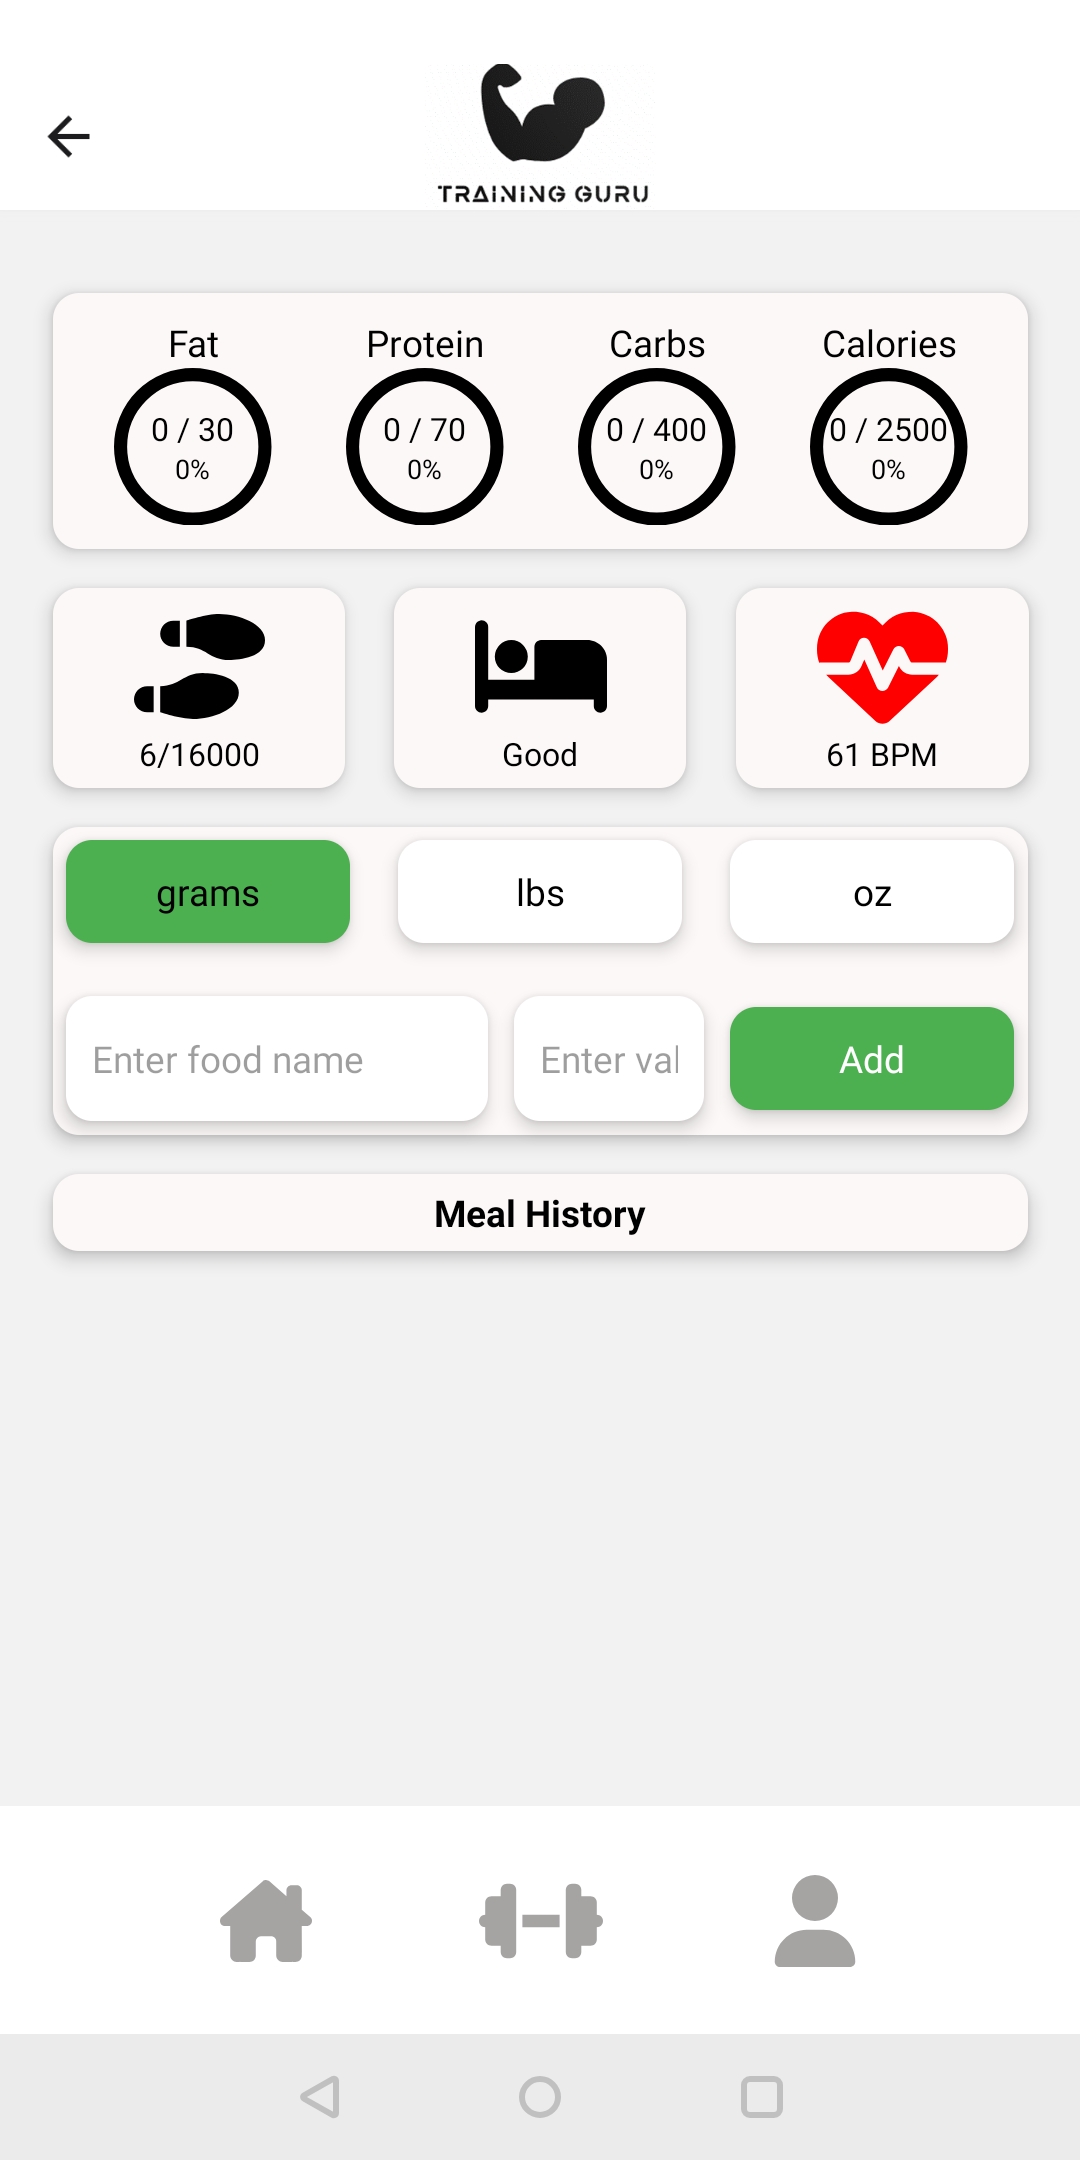 TRAINING GURU
Fat Protein Carbs Calories
0 / 30 0 / 70 0 / 400 0 / 2500
0% 0% 0% 0%
6/16000 Good 61 BPM
grams lbs oz
Enter food name Enter val Add
Meal History